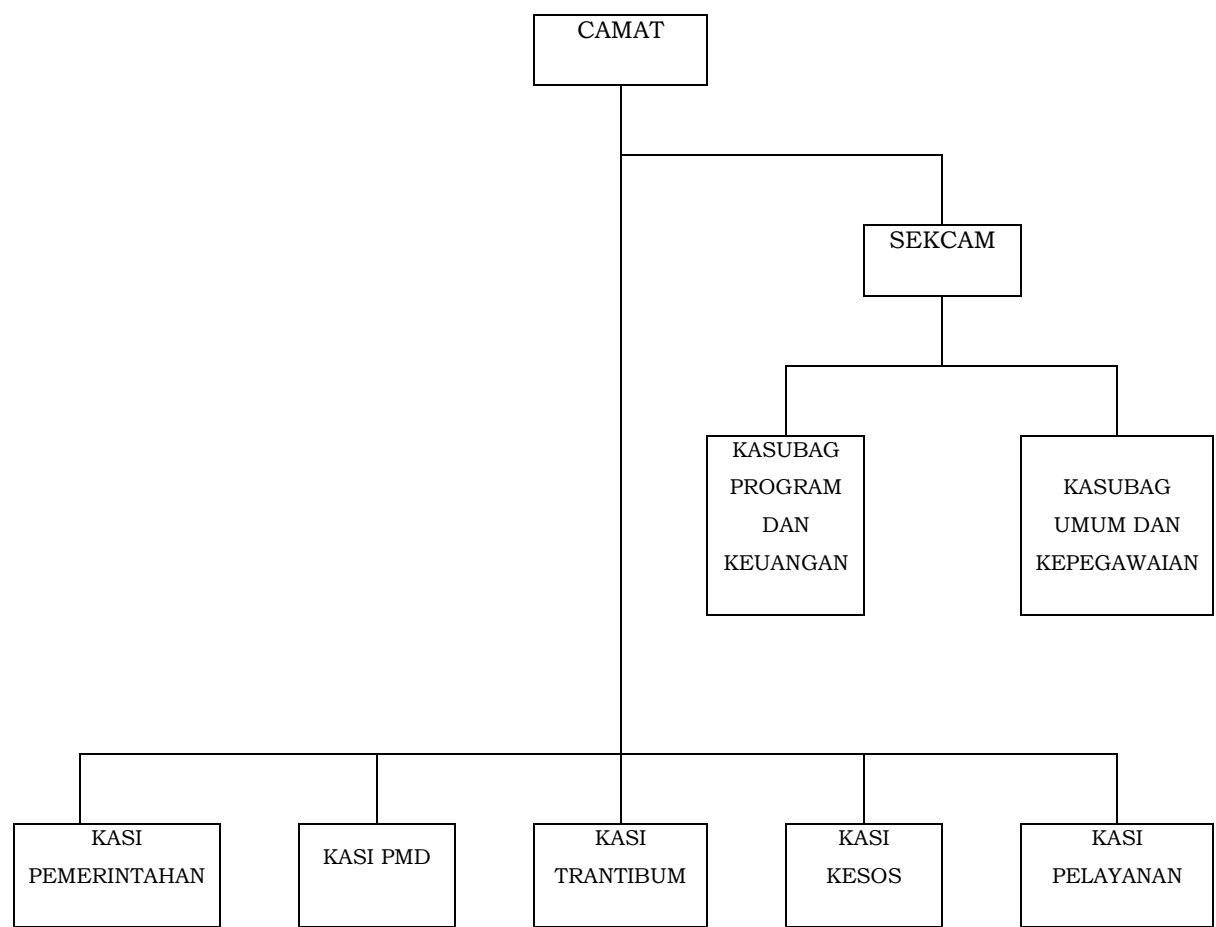 CAMAT
SEKCAM
KASUBAG
PROGRAM
DAN
KEUANGAN
KASUBAG
UMUM DAN
KEPEGAWAIAN
KASI
PEMERINTAHAN
KASI PMD
KASI
TRANTIBUM
KASI
KESOS
KASI
PELAYANAN